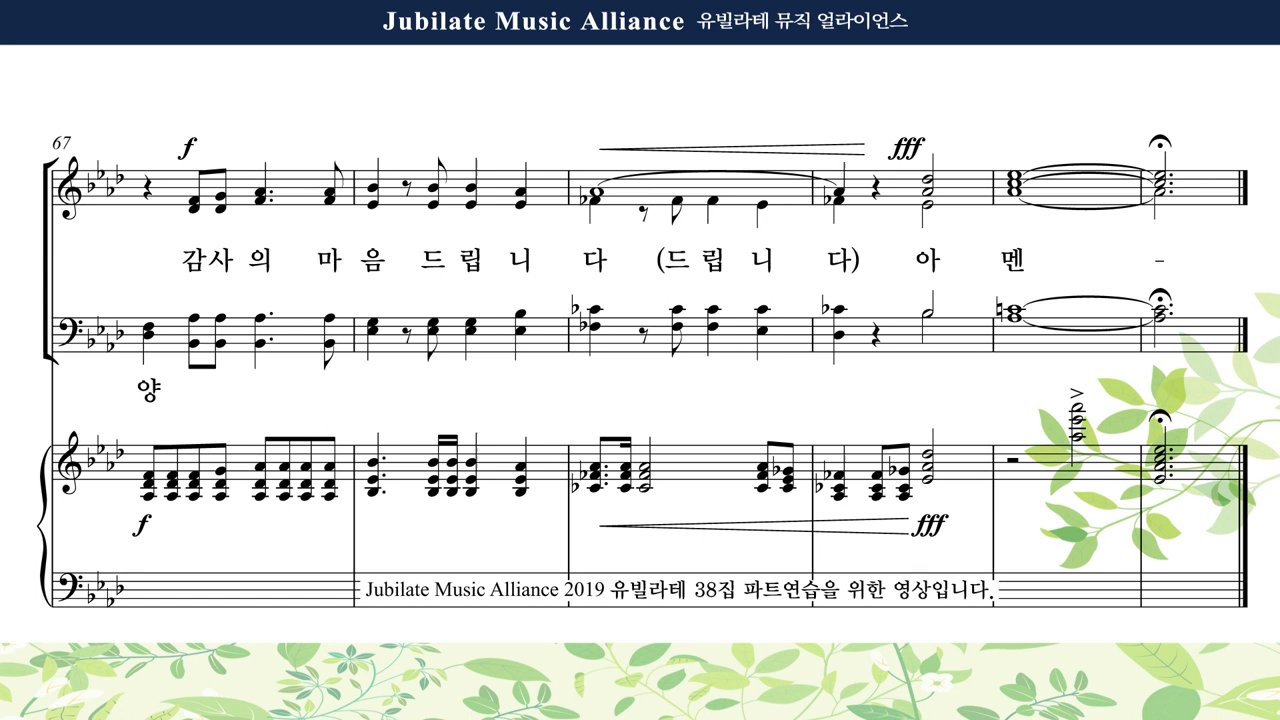 Jubilate Music Alliance 유빌라테 뮤직 얼라이언스
67
f fff
감사의 마음드립니다 (드립니다)아멘 -
양
f fff
Jubilate Music Alliance 2019 유빌라테 38집 파트연습을 위한 영상입니다.